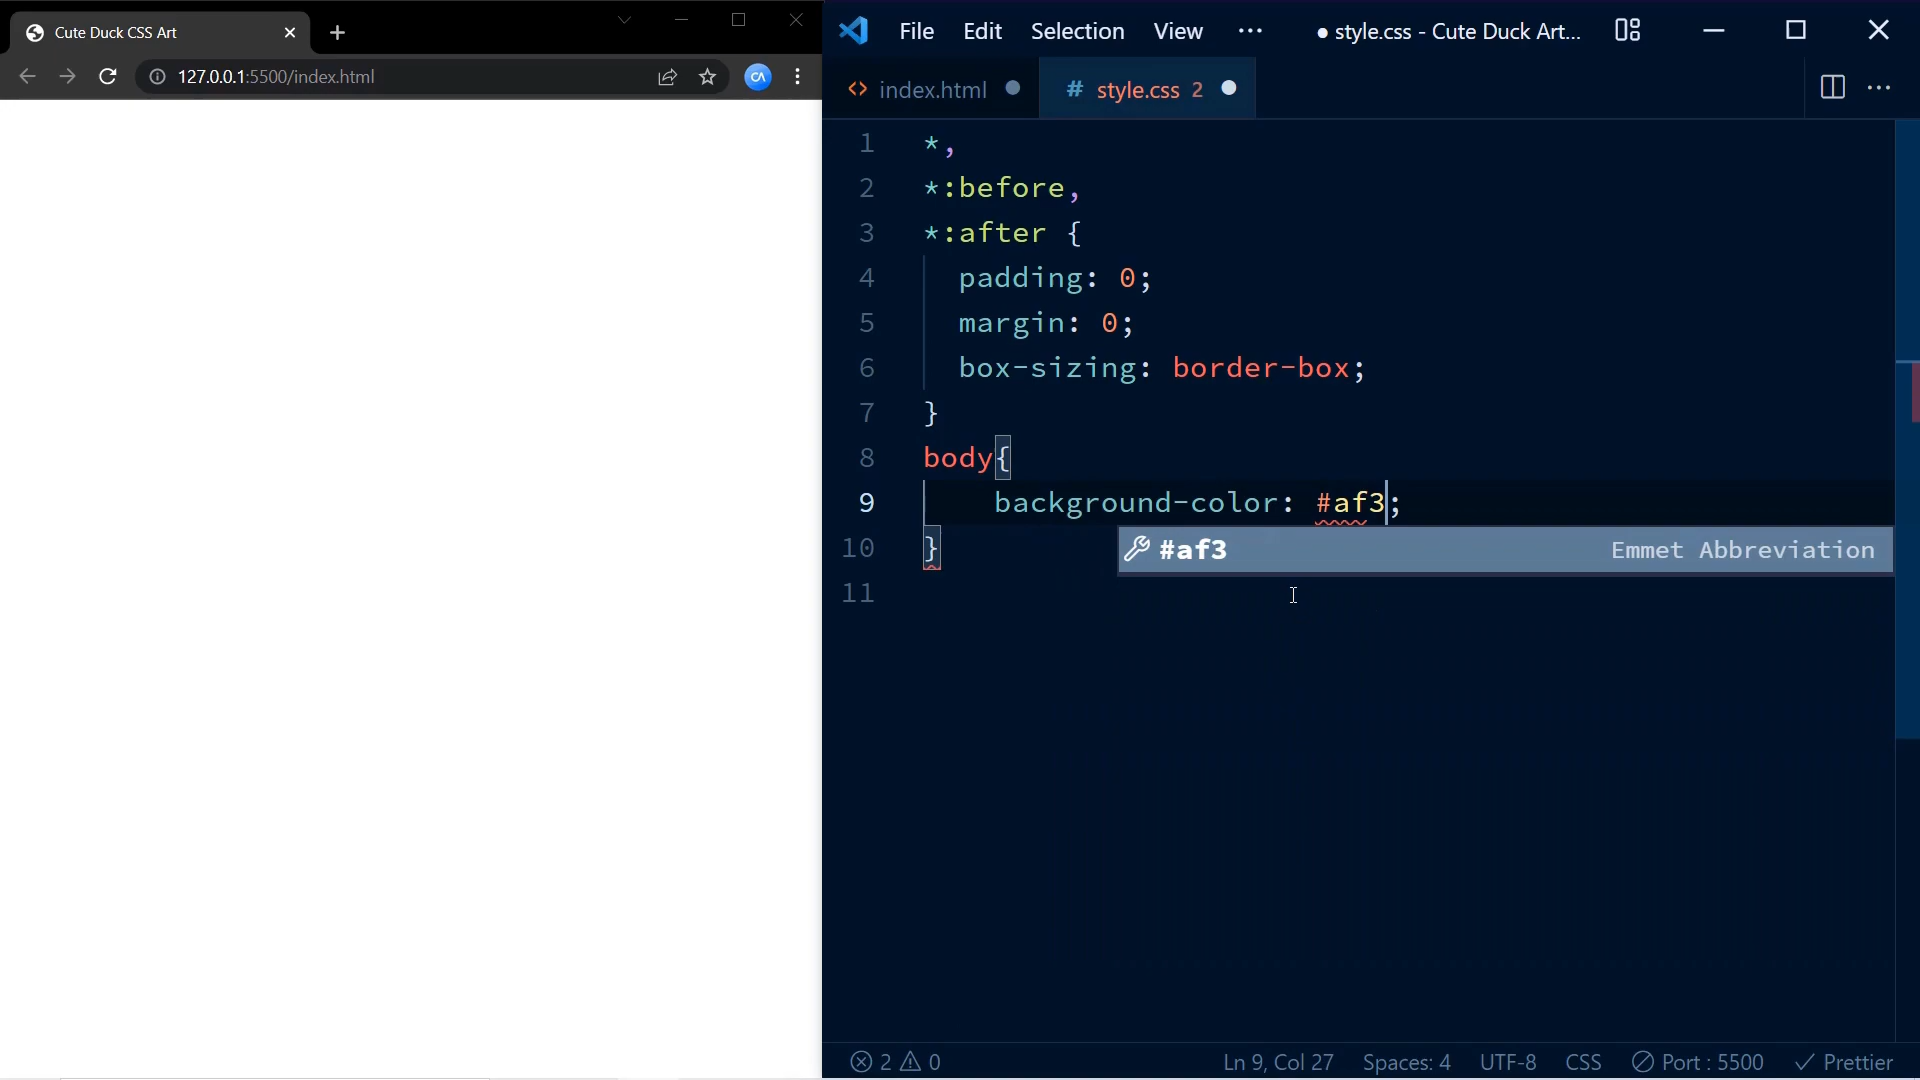 Cute Duck CSS Art
127.0.0.1:5500/index.html
CA
File Edit Selection View ··· ● style.css - Cute Duck Art...
<> index.html ●
# style.css 2 ●
1 *,
2 *:before,
3 *:after {
4 padding: 0;
5 margin: 0;
6 box-sizing: border-box;
7 }
8 body{
9 background-color: #af3;
10 }
#af3 Emmet Abbreviation
11
2 0 Ln 9, Col 27 Spaces: 4 UTF-8 CSS Port : 5500 Prettier